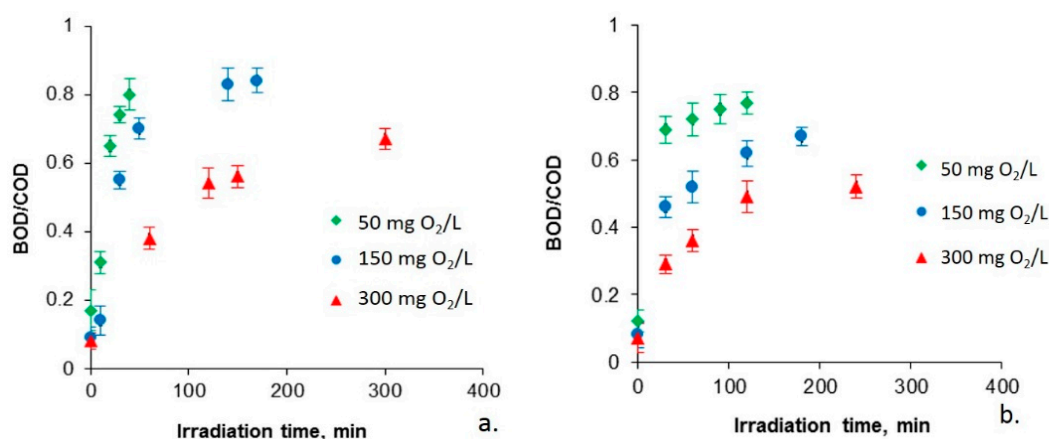 1
0.8
0.6
0.4
0.2
0
BOD/COD
0
100
200
300
400
Irradiation time, min
50 mg O₂/L
150 mg O₂/L
300 mg O₂/L
a.
1
0.8
0.6
0.4
0.2
0
BOD/COD
0
100
200
300
400
Irradiation time, min
50 mg O₂/L
150 mg O₂/L
300 mg O₂/L
b.